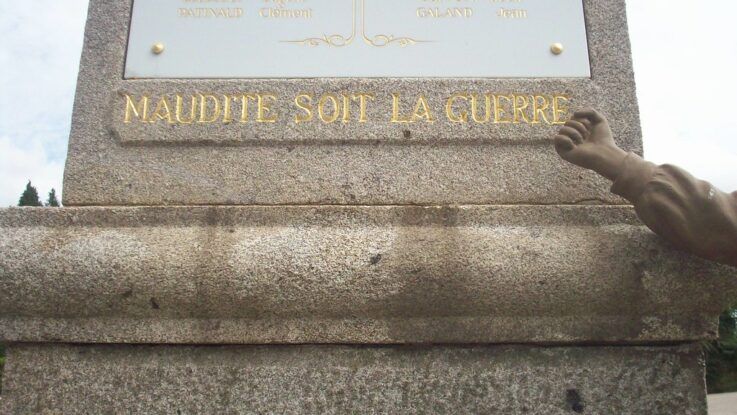 PATINAUD Clément
GALAND Jean
MAUDITE SOIT LA GUERRE